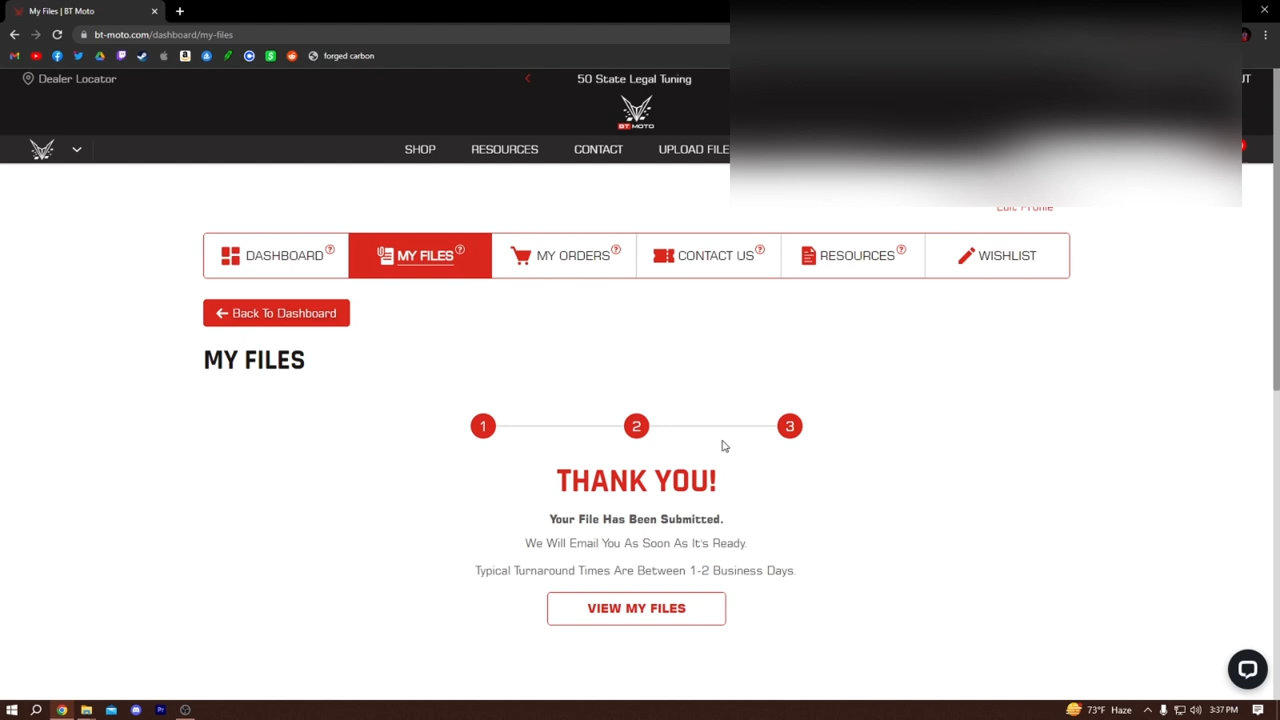 My Files | BT Moto
bt-moto.com/dashboard/my-files
forged carbon
Dealer Locator
50 State Legal Tuning
BT MOTO
SHOP RESOURCES CONTACT UPLOAD FILE
DASHBOARD ? MY FILES ? MY ORDERS ? CONTACT US ? RESOURCES ? WISHLIST
Back To Dashboard
MY FILES
1 2 3
THANK YOU!
Your File Has Been Submitted.
We Will Email You As Soon As It's Ready.
Typical Turnaround Times Are Between 1-2 Business Days.
VIEW MY FILES
73°F Haze 3:37 PM